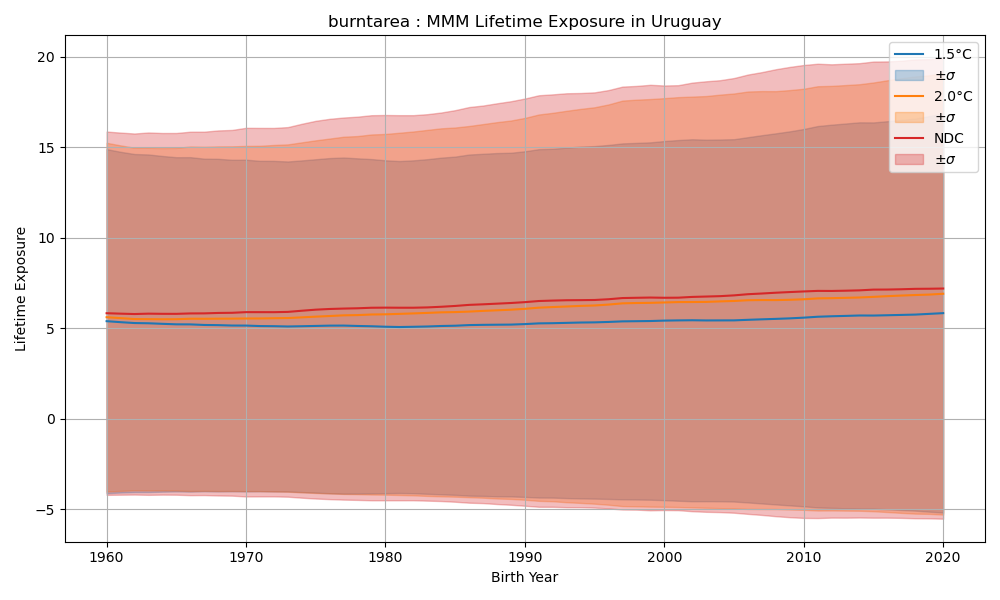 burntarea : MMM Lifetime Exposure in Uruguay
1.5°C
±σ
2.0°C
±σ
NDC
±σ
20
15
10
5
0
−5
Lifetime Exposure
1960 1970 1980 1990 2000 2010 2020
Birth Year